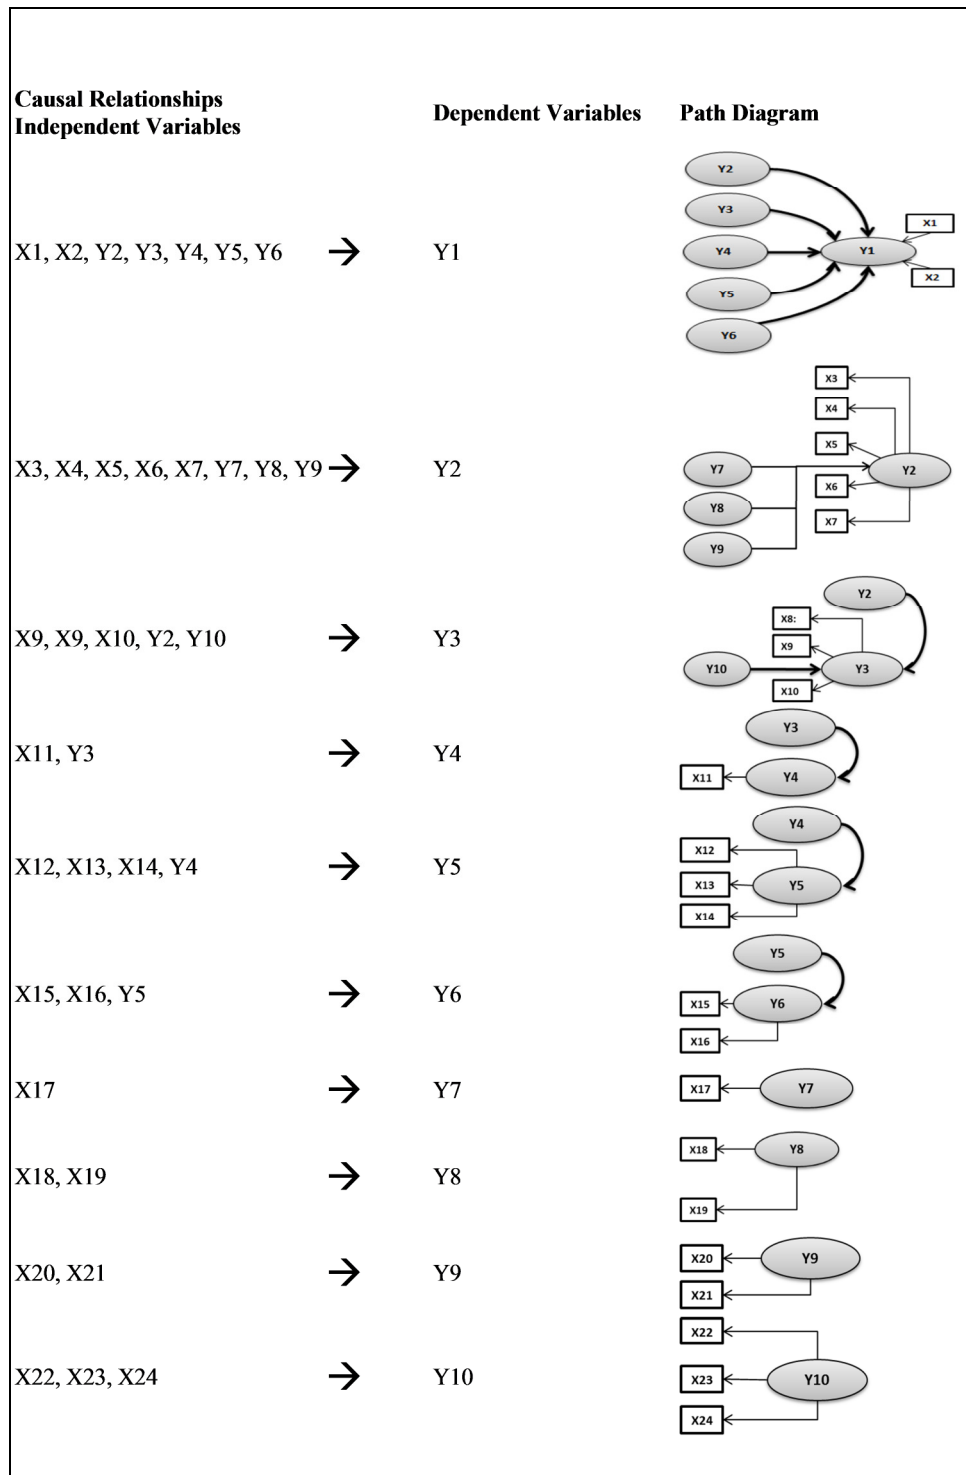 Causal Relationships
Independent Variables
Dependent Variables
Path Diagram
X1, X2, Y2, Y3, Y4, Y5, Y6 → Y1
Y2
Y3
Y4
Y5
Y6
Y1
X1
X2
X3, X4, X5, X6, X7, Y7, Y8, Y9 → Y2
X3
X4
X5
X6
X7
Y7
Y8
Y9
Y2
X9, X9, X10, Y2, Y10 → Y3
Y2
X8:
X9
Y10
Y3
X10
X11, Y3 → Y4
Y3
X11
Y4
X12, X13, X14, Y4 → Y5
Y4
X12
X13
Y5
X14
X15, X16, Y5 → Y6
Y5
X15
Y6
X16
X17 → Y7
X17
Y7
X18, X19 → Y8
X18
Y8
X19
X20, X21 → Y9
X20
Y9
X21
X22, X23, X24 → Y10
X22
X23
Y10
X24